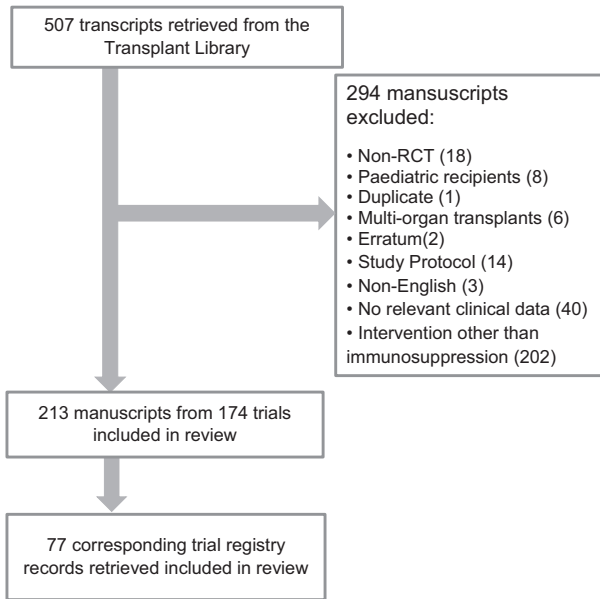 507 transcripts retrieved from the
Transplant Library
294 mansuscripts
excluded:
• Non-RCT (18)
• Paediatric recipients (8)
• Duplicate (1)
• Multi-organ transplants (6)
• Erratum(2)
• Study Protocol (14)
• Non-English (3)
• No relevant clinical data (40)
• Intervention other than
immunosuppression (202)
213 manuscripts from 174 trials
included in review
77 corresponding trial registry
records retrieved included in review